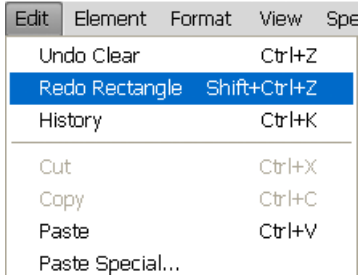 Edit Element Format View Spe
Undo Clear Ctrl+Z
Redo Rectangle Shift+Ctrl+Z
History Ctrl+K
Cut Ctrl+X
Copy Ctrl+C
Paste Ctrl+V
Paste Special...